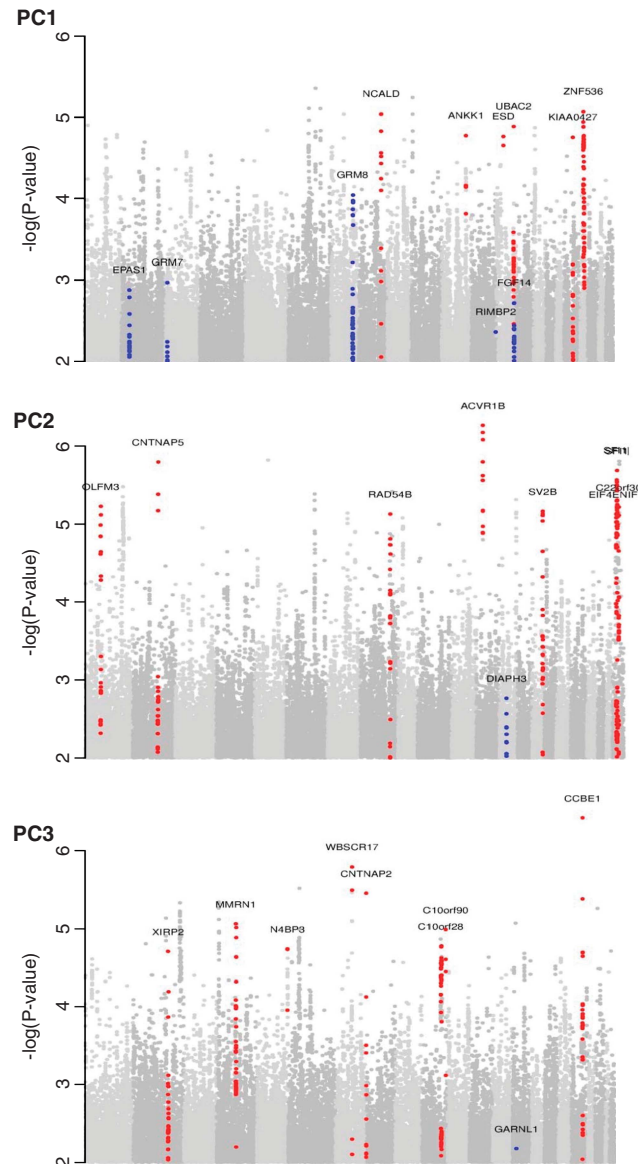 PC1
6
5
4
3
2
-log(P-value)
NCALD
ZNF536
UBAC2
ANKK1
ESD
KIAA0427
GRM8
EPAS1
GRM7
FGF14
RIMBP2
PC2
6
5
4
3
2
-log(P-value)
ACVR1B
CNTNAP5
OLFM3
RAD54B
SV2B
C22orf30
EIF4ENIF
DIAPH3
PC3
6
5
4
3
2
-log(P-value)
CCBE1
WBSCR17
CNTNAP2
MMRN1
XIRP2
N4BP3
C10orf90
C10orf28
GARNL1